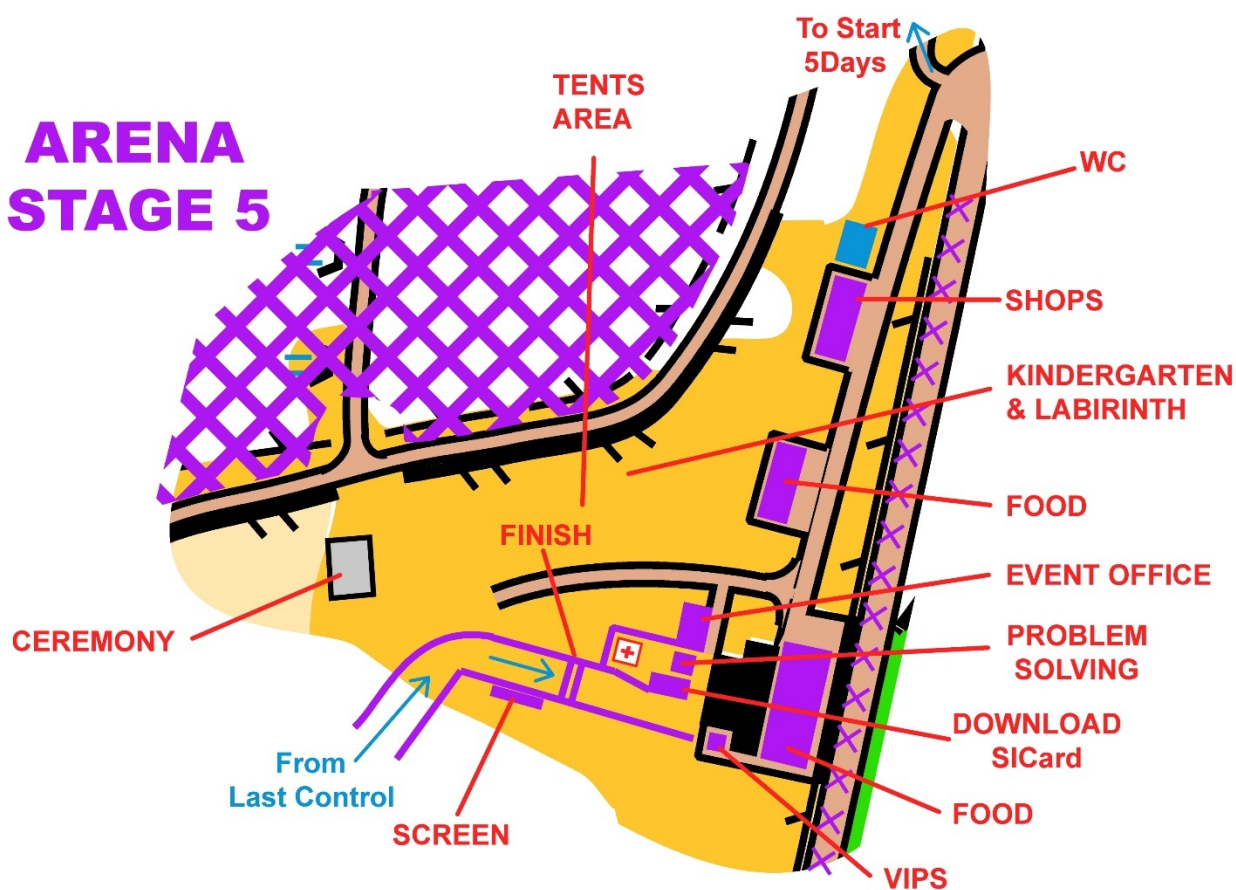 To Start
5Days
TENTS
AREA
ARENA
STAGE 5
WC
SHOPS
KINDERGARTEN
& LABIRINTH
FOOD
FINISH
EVENT OFFICE
CEREMONY
PROBLEM
SOLVING
DOWNLOAD
SICard
From
Last Control
FOOD
SCREEN
VIPS